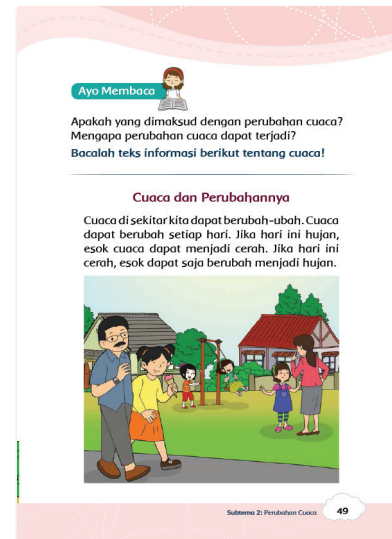 Ayo Membaca
Apakah yang dimaksud dengan perubahan cuaca?
Mengapa perubahan cuaca dapat terjadi?
Bacalah teks informasi berikut tentang cuaca!
Cuaca dan Perubahannya
Cuaca di sekitar kita dapat berubah-ubah. Cuaca
dapat berubah setiap hari. Jika hari ini hujan,
esok cuaca dapat menjadi cerah. Jika hari ini
cerah, esok dapat saja berubah menjadi hujan.
Subtema 2: Perubahan Cuaca
49